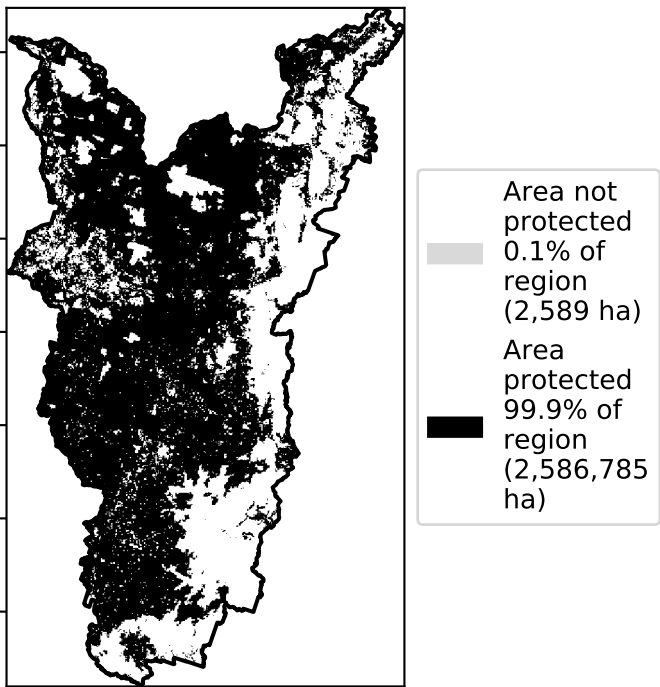 Area not
protected
0.1% of
region
(2,589 ha)
Area
protected
99.9% of
region
(2,586,785
ha)